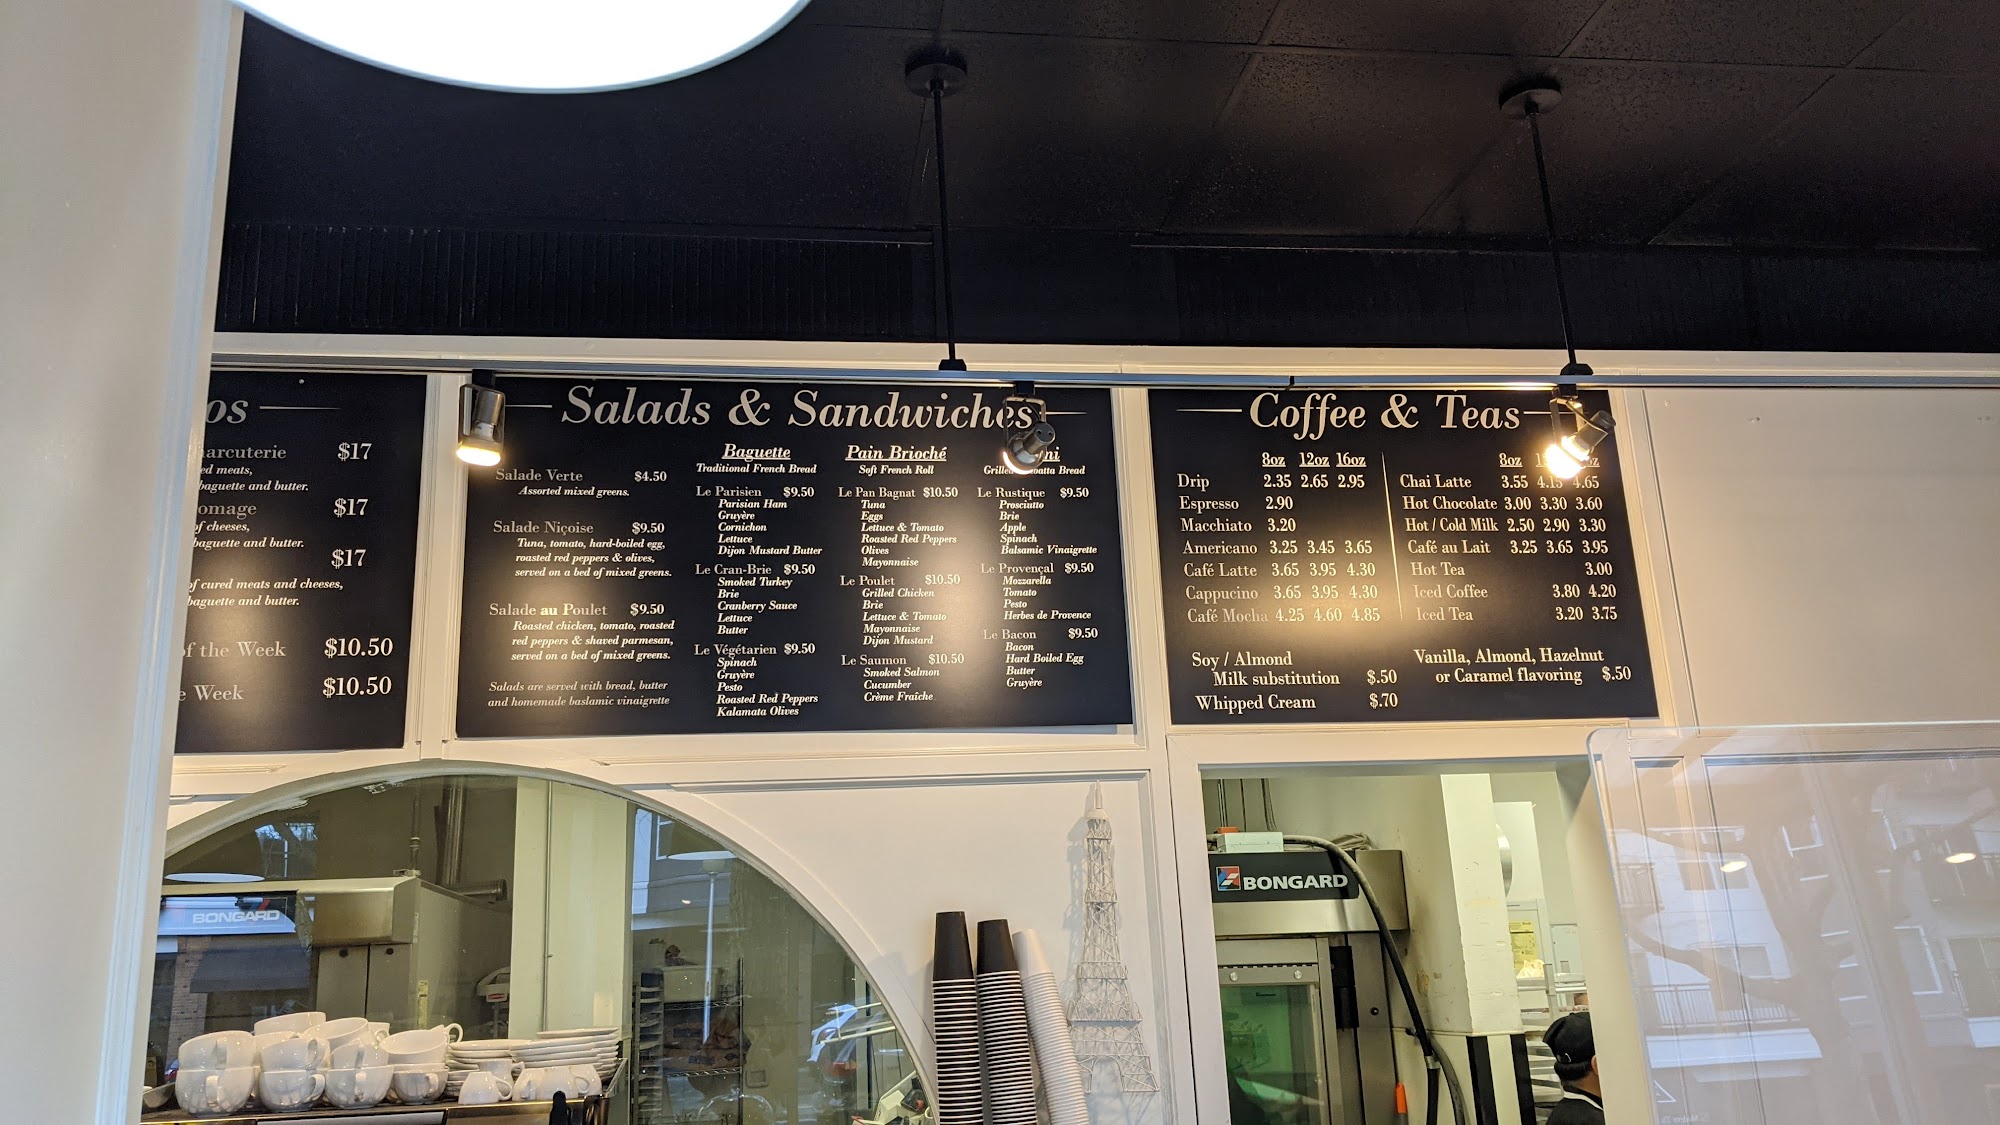 os
arcuterie $17
ed meats,
baguette and butter.
omage $17
of cheeses,
baguette and butter.
$17
of cured meats and cheeses,
baguette and butter.
of the Week $10.50
e Week $10.50
Salads & Sandwiches
Salade Verte $4.50
Assorted mixed greens.
Salade Niçoise $9.50
Tuna, tomato, hard-boiled egg,
roasted red peppers & olives,
served on a bed of mixed greens.
Salade au Poulet $9.50
Roasted chicken, tomato, roasted
red peppers & shaved parmesan,
served on a bed of mixed greens.
Salads are served with bread, butter
and homemade baslamic vinaigrette
Baguette
Traditional French Bread
Le Parisien $9.50
Parisian Ham
Gruyère
Cornichon
Lettuce
Dijon Mustard Butter
Le Cran-Brie $9.50
Smoked Turkey
Brie
Cranberry Sauce
Lettuce
Butter
Le Végétarien $9.50
Spinach
Gruyère
Pesto
Roasted Red Peppers
Kalamata Olives
Pain Brioché
Soft French Roll
Le Pan Bagnat $10.50
Tuna
Eggs
Lettuce & Tomato
Roasted Red Peppers
Olives
Mayonnaise
Le Poulet $10.50
Grilled Chicken
Brie
Lettuce & Tomato
Mayonnaise
Dijon Mustard
Le Saumon $10.50
Smoked Salmon
Cucumber
Crème Fraîche
ni
Grilled batta Bread
Le Rustique $9.50
Prosciutto
Brie
Apple
Spinach
Balsamic Vinaigrette
Le Provençal $9.50
Mozzarella
Tomato
Pesto
Herbes de Provence
Le Bacon $9.50
Bacon
Hard Boiled Egg
Butter
Gruyère
Coffee & Teas
8oz 12oz 16oz
Drip 2.35 2.65 2.95
Espresso 2.90
Macchiato 3.20
Americano 3.25 3.45 3.65
Café Latte 3.65 3.95 4.30
Cappucino 3.65 3.95 4.30
Café Mocha 4.25 4.60 4.85
Soy / Almond
Milk substitution $.50
Whipped Cream $.70
8oz 1 oz
Chai Latte 3.55 4.15 4.65
Hot Chocolate 3.00 3.30 3.60
Hot / Cold Milk 2.50 2.90 3.30
Café au Lait 3.25 3.65 3.95
Hot Tea 3.00
Iced Coffee 3.80 4.20
Iced Tea 3.20 3.75
Vanilla, Almond, Hazelnut
or Caramel flavoring $.50
BONGARD
BONGARD